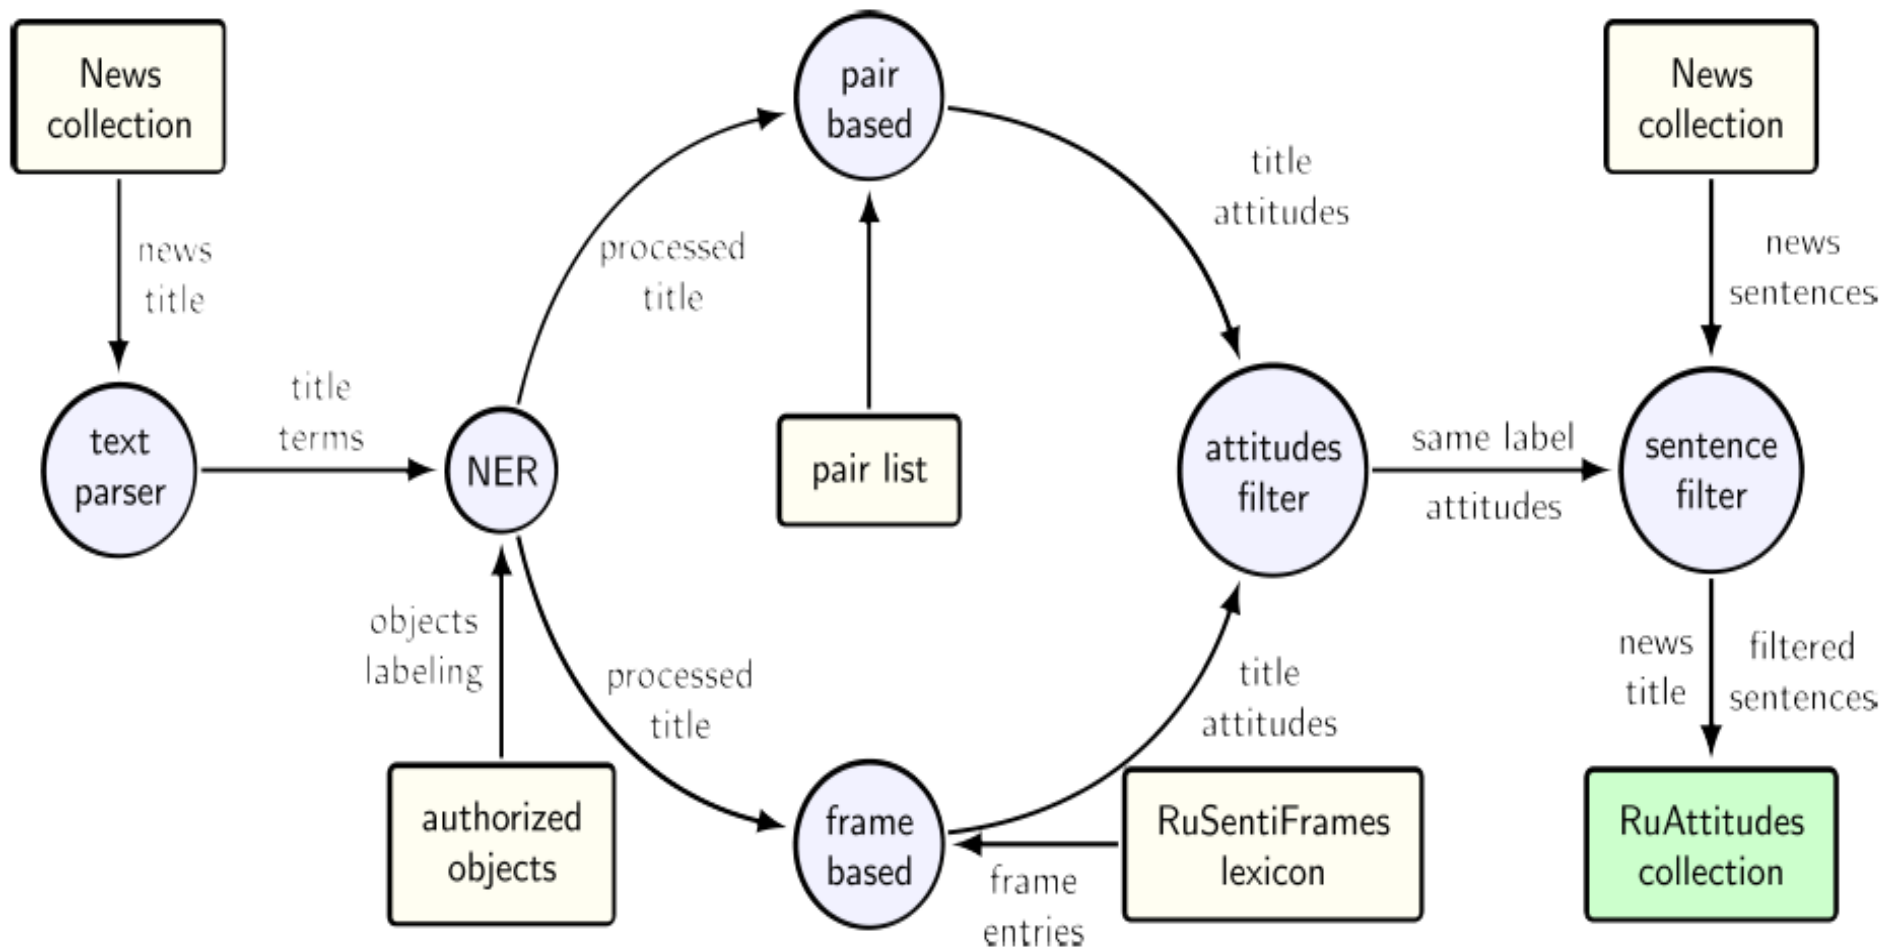 News
collection
news
title
text
parser
title
terms
NER
objects
labeling
authorized
objects
processed
title
processed
title
pair
based
pair list
frame
based
title
attitudes
title
attitudes
frame
entries
RuSentiFrames
lexicon
attitudes
filter
same label
attitudes
News
collection
news
sentences
sentence
filter
news
title
filtered
sentences
RuAttitudes
collection